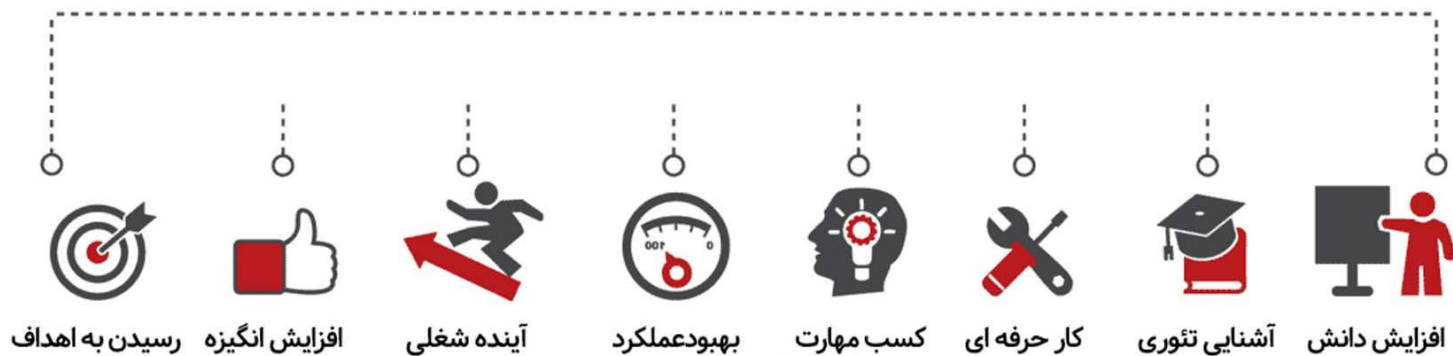 افزایش دانش
آشنایی تئوری
کار حرفه ای
کسب مهارت
بهبودعملکرد
آینده شغلی
افزایش انگیزه
رسیدن به اهداف
100
0